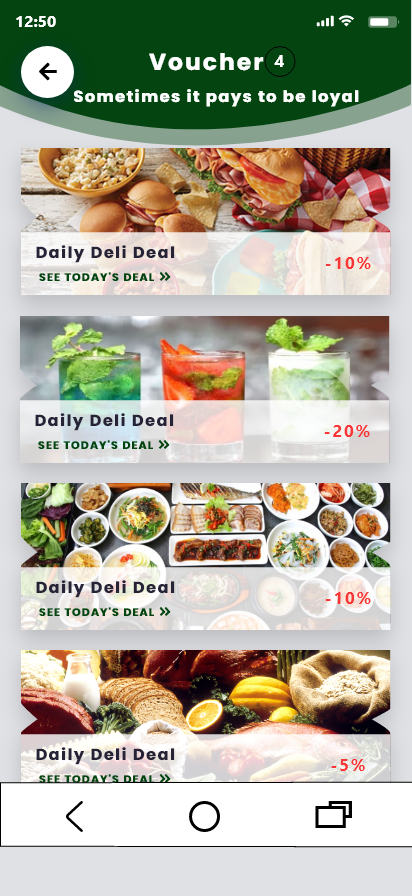 12:50
Voucher 4
Sometimes it pays to be loyal
Daily Deli Deal
SEE TODAY'S DEAL >>
-10%
Daily Deli Deal
SEE TODAY'S DEAL >>
-20%
Daily Deli Deal
SEE TODAY'S DEAL >>
-10%
Daily Deli Deal
SEE TODAY'S DEAL >>
-5%